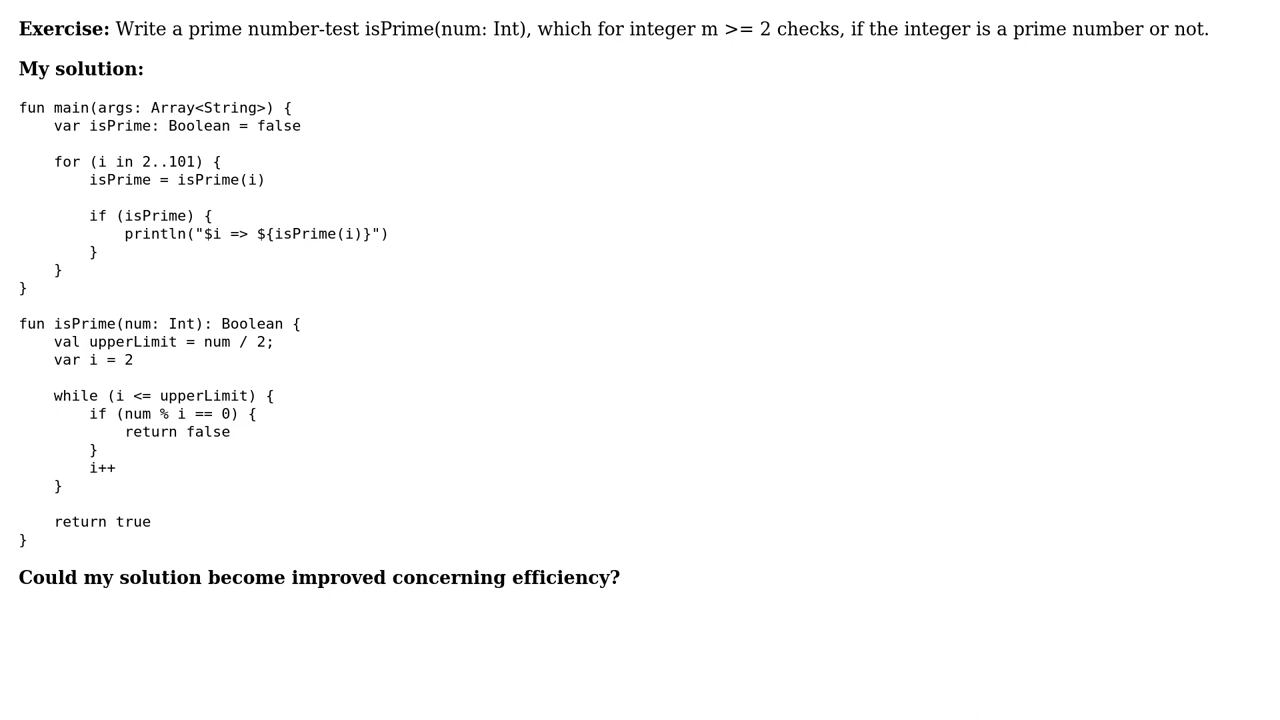 Exercise: Write a prime number-test isPrime(num: Int), which for integer m >= 2 checks, if the integer is a prime number or not.
My solution:
fun main(args: Array<String>) {
    var isPrime: Boolean = false

    for (i in 2..101) {
        isPrime = isPrime(i)

        if (isPrime) {
            println("$i => ${isPrime(i)}")
        }
    }
}

fun isPrime(num: Int): Boolean {
    val upperLimit = num / 2;
    var i = 2

    while (i <= upperLimit) {
        if (num % i == 0) {
            return false
        }
        i++
    }

    return true
}
Could my solution become improved concerning efficiency?